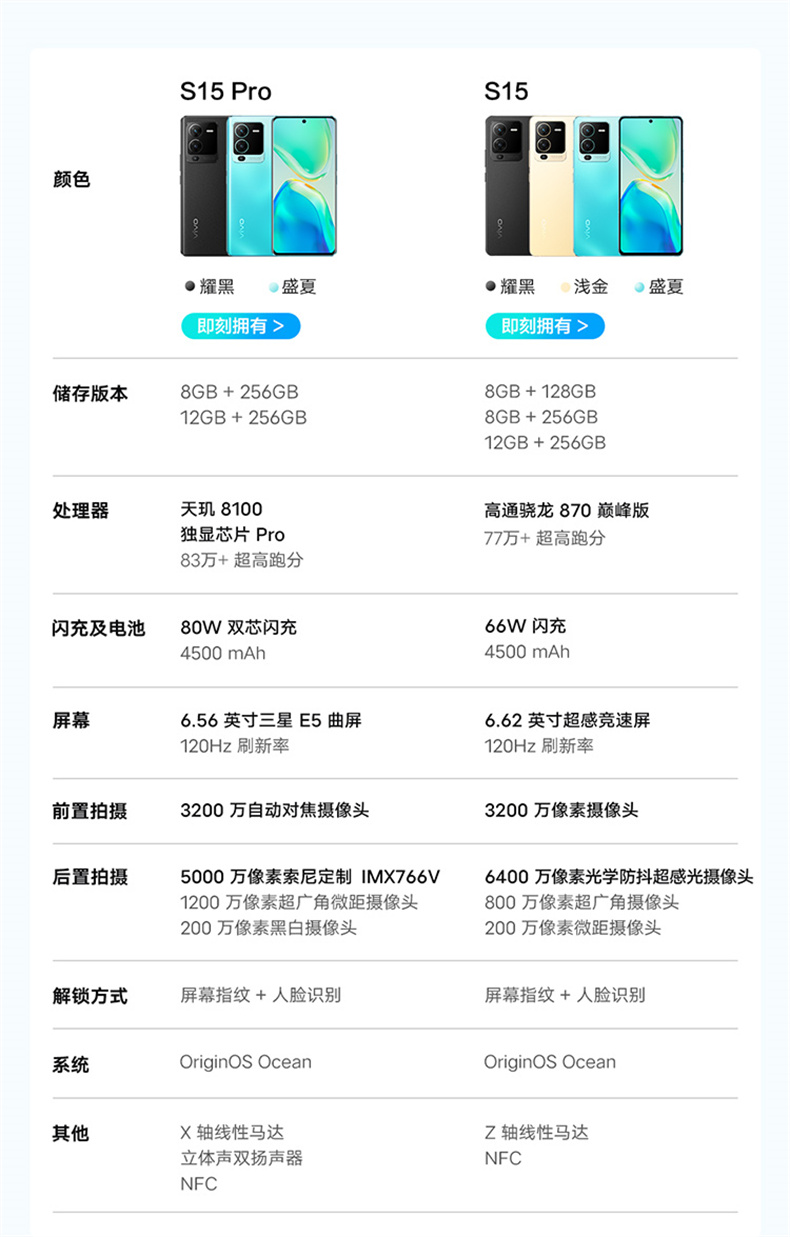 S15 Pro
S15
颜色
vivo
vivo
vivo
vivo
耀黑
盛夏
耀黑
浅金
盛夏
即刻拥有 >
即刻拥有 >
储存版本
8GB + 256GB
12GB + 256GB
8GB + 128GB
8GB + 256GB
12GB + 256GB
处理器
天玑 8100
独显芯片 Pro
83万+ 超高跑分
高通骁龙 870 巅峰版
77万+ 超高跑分
闪充及电池
80W 双芯闪充
4500 mAh
66W 闪充
4500 mAh
屏幕
6.56 英寸三星 E5 曲屏
120Hz 刷新率
6.62 英寸超感竞速屏
120Hz 刷新率
前置拍摄
3200 万自动对焦摄像头
3200 万像素摄像头
后置拍摄
5000 万像素索尼定制 IMX766V
1200 万像素超广角微距摄像头
200 万像素黑白摄像头
6400 万像素光学防抖超感光摄像头
800 万像素超广角摄像头
200 万像素微距摄像头
解锁方式
屏幕指纹 + 人脸识别
屏幕指纹 + 人脸识别
系统
OriginOS Ocean
OriginOS Ocean
其他
X 轴线性马达
立体声双扬声器
NFC
Z 轴线性马达
NFC